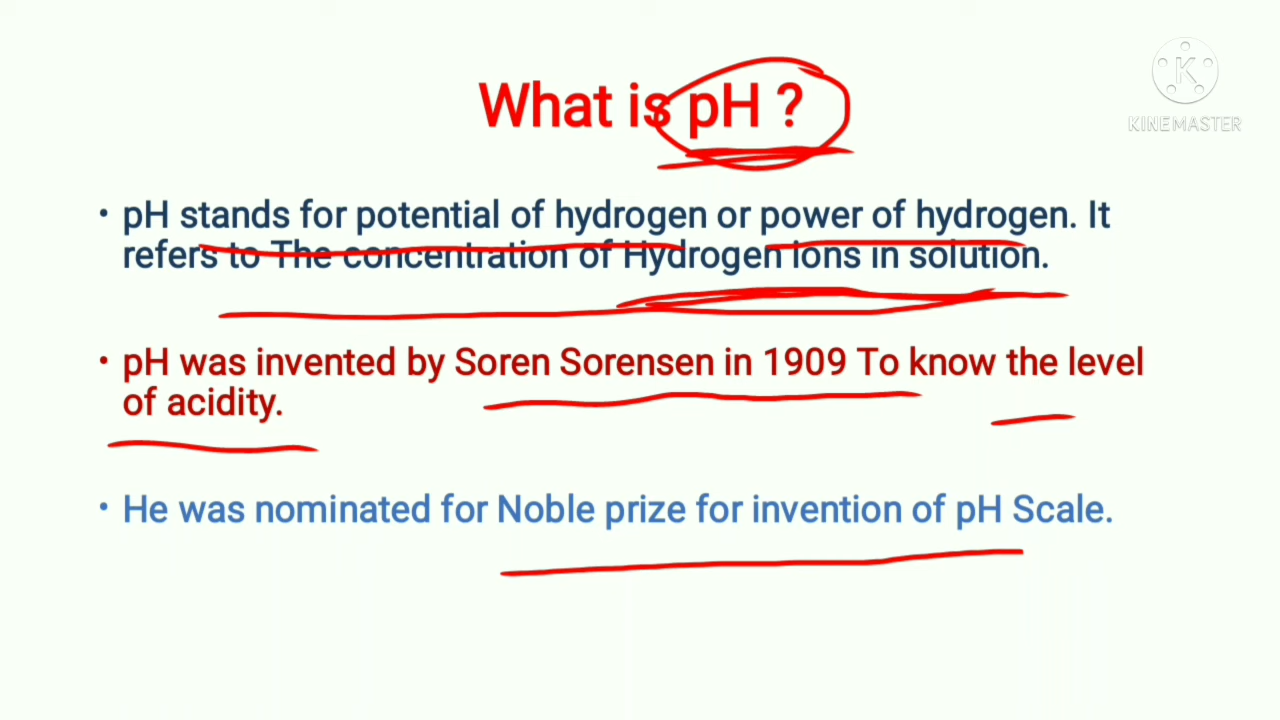 What is pH ?
KINEMASTER
• pH stands for potential of hydrogen or power of hydrogen. It
refers to The concentration of Hydrogen ions in solution.
• pH was invented by Soren Sorensen in 1909 To know the level
of acidity.
• He was nominated for Noble prize for invention of pH Scale.